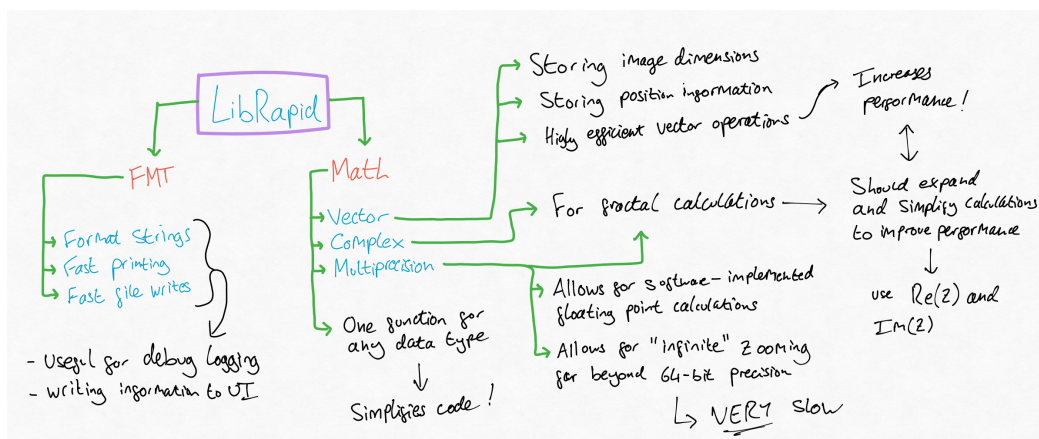 LibRapid
FMT
Format Strings
Fast printing
Fast file writes
- Useful for debug logging
- writing information to UI
Math
Vector
Complex
Multiprecision
One function for
any data type
Simplifies code!
Storing image dimensions
Storing position information
Higly efficient vector operations
Increases
performance!
For fractal calculations
Should expand
and simplify calculations
to improve performance
use Re(Z) and
Im(Z)
Allows for software-implemented
floating point calculations
Allows for "infinite" zooming
far beyond 64-bit precision
VERY slow